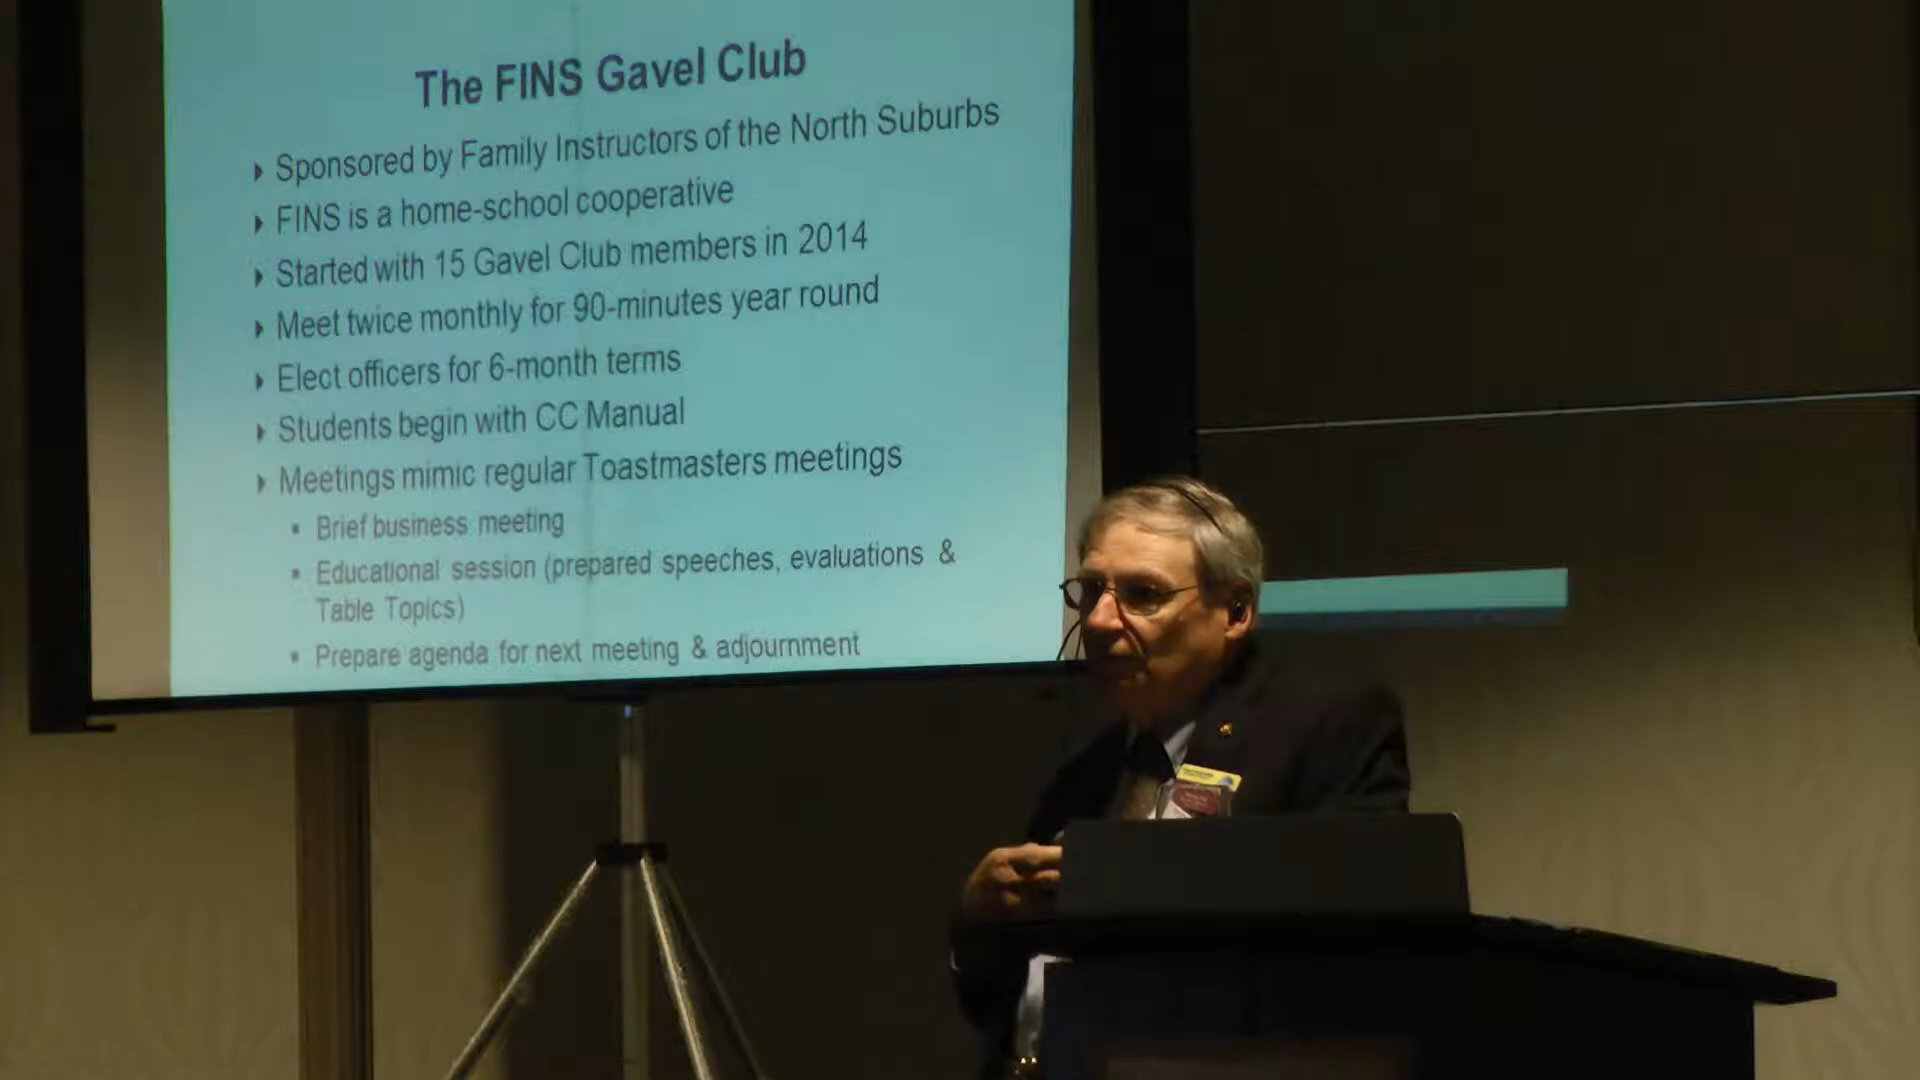 The FINS Gavel Club
Sponsored by Family Instructors of the North Suburbs
FINS is a home-school cooperative
Started with 15 Gavel Club members in 2014
Meet twice monthly for 90-minutes year round
Elect officers for 6-month terms
Students begin with CC Manual
Meetings mimic regular Toastmasters meetings
Brief business meeting
Educational session (prepared speeches, evaluations &
Table Topics)
Prepare agenda for next meeting & adjournment